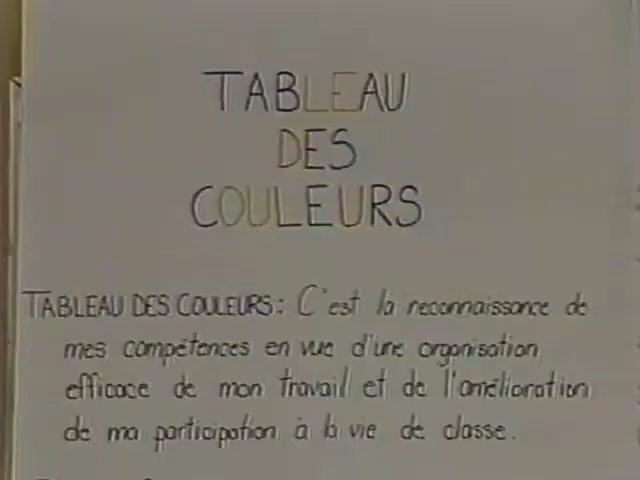 TABLEAU
DES
COULEURS
TABLEAU DES COULEURS: C'est la reconnaissance de
mes compétences en vue d'une organisation
efficace de mon travail et de l'amélioration
de ma participation à la vie de classe.